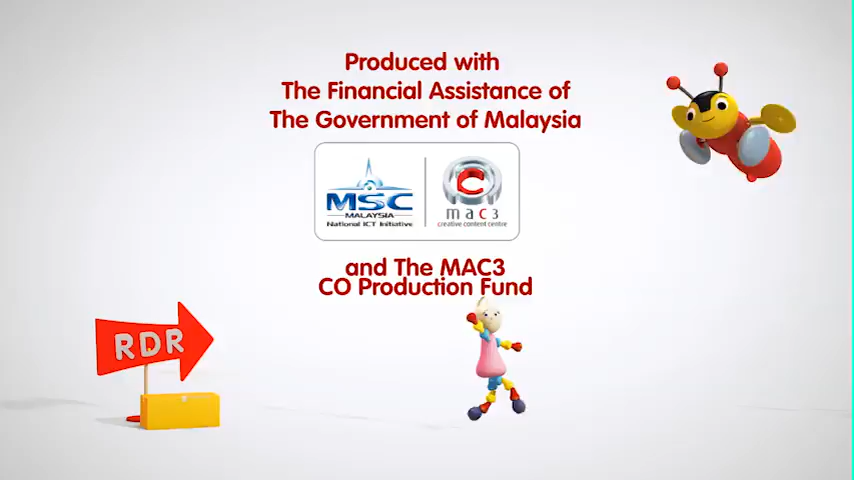 Produced with
The Financial Assistance of
The Government of Malaysia
MSC
MALAYSIA
National ICT Initiative
mac3
creative content centre
and The MAC3
CO Production Fund
RDR